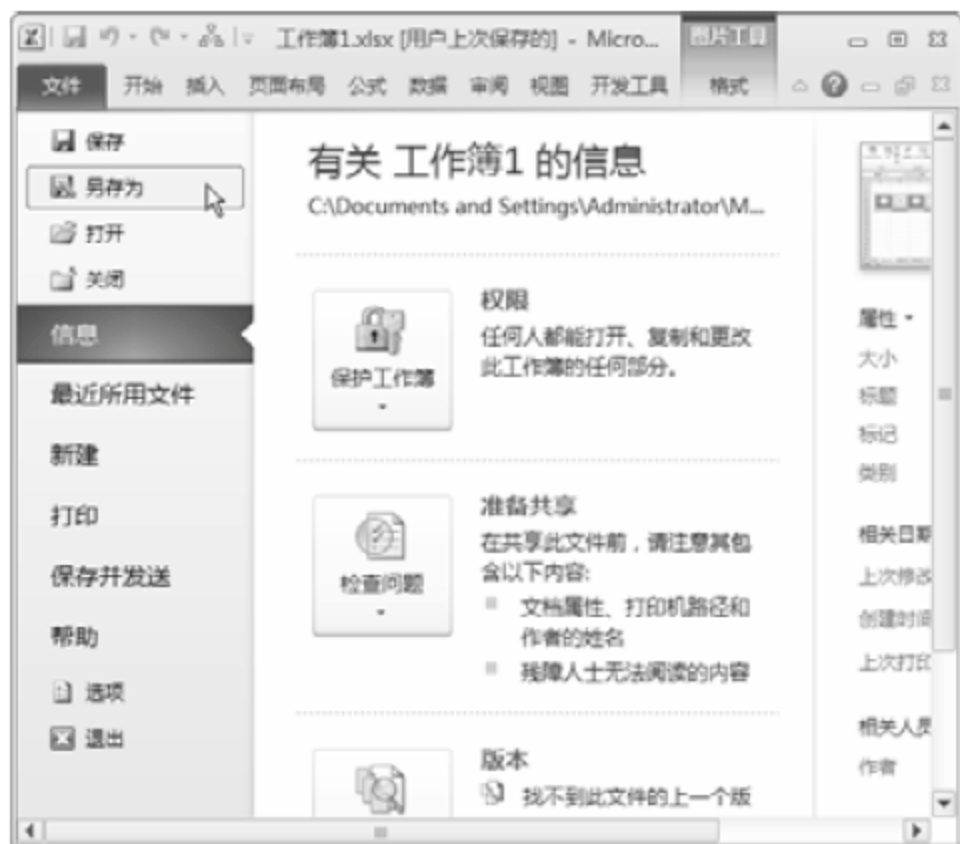 工作簿1.xlsx [用户上次保存的] - Micro...
图片工具
文件 开始 插入 页面布局 公式 数据 审阅 视图 开发工具 格式
保存
另存为
打开
关闭
信息
最近所用文件
新建
打印
保存并发送
帮助
选项
退出
有关 工作簿1 的信息
C:\Documents and Settings\Administrator\M...
保护工作簿
权限
任何人都能打开、复制和更改
此工作簿的任何部分。
检查问题
准备共享
在共享此文件前，请注意其包
含以下内容:
文档属性、打印机路径和
作者的姓名
残障人士无法阅读的内容
版本
找不到此文件的上一个版
属性
大小
标题
标记
类别
相关日期
上次修改
创建时间
上次打印
相关人员
作者